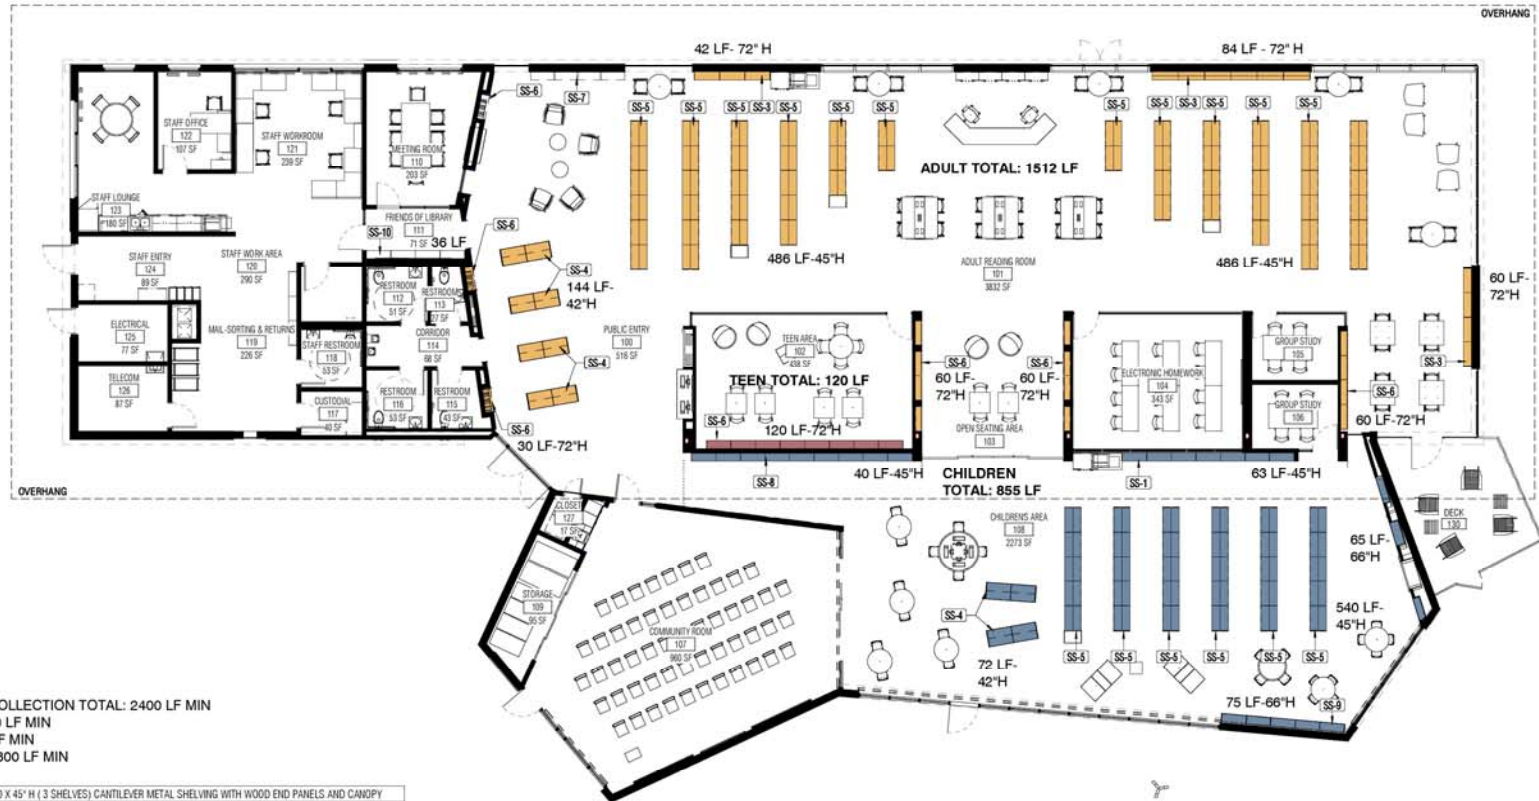 OVERHANG
42 LF- 72" H
84 LF - 72" H
SS-6
SS-7
SS-5
SS-5
SS-5
SS-3
SS-5
SS-5
SS-5
SS-5
SS-5
SS-3
SS-5
SS-5
SS-5
SS-5
STAFF OFFICE
122
107 SF
STAFF WORKROOM
121
239 SF
MEETING ROOM
110
203 SF
ADULT TOTAL: 1512 LF
STAFF LOUNGE
123
180 SF
FRIENDS OF LIBRARY
111
71 SF
36 LF
SS-10
SS-6
STAFF ENTRY
124
89 SF
STAFF WORK AREA
120
290 SF
SS-4
144 LF-
42"H
486 LF-45"H
ADULT READING ROOM
101
3832 SF
486 LF-45"H
60 LF-
72"H
RESTROOM
112
51 SF
RESTROOMS
113
27 SF
ELECTRICAL
125
77 SF
MAIL-SORTING & RETURNS
119
226 SF
STAFF RESTROOM
118
53 SF
CORRIDOR
114
68 SF
PUBLIC ENTRY
100
516 SF
SS-4
TEEN AREA
102
438 SF
TEEN TOTAL: 120 LF
SS-6
60 LF-
72"H
SS-6
60 LF-
72"H
ELECTRONIC HOMEWORK
104
343 SF
GROUP STUDY
105
SS-3
TELECOM
126
87 SF
CUSTODIAL
117
40 SF
RESTROOM
116
53 SF
RESTROOM
115
43 SF
SS-6
SS-6
120 LF-72"H
OPEN SEATING AREA
103
GROUP STUDY
106
SS-6
60 LF-72"H
30 LF-72"H
SS-8
40 LF-45"H
CHILDREN
TOTAL: 855 LF
SS-1
63 LF-45"H
OVERHANG
CLOSET
127
17 SF
CHILDREN'S AREA
108
2273 SF
DECK
130
65 LF-
66"H
STORAGE
109
95 SF
COMMUNITY ROOM
107
960 SF
SS-4
72 LF-
42"H
540 LF-
45"H
SS-5
SS-5
SS-5
SS-5
SS-5
SS-5
75 LF-66"H
SS-9
OLLECTION TOTAL: 2400 LF MIN
LF MIN
F MIN
300 LF MIN
X 45" H ( 3 SHELVES) CANTILEVER METAL SHELVING WITH WOOD END PANELS AND CANOPY